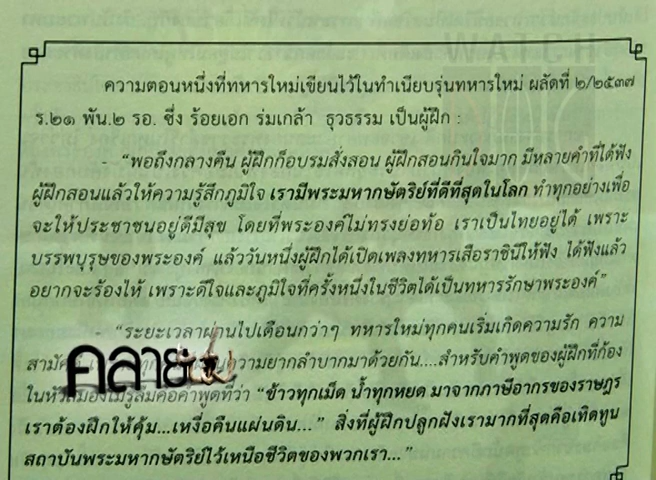 ความตอนหนึ่งที่ทหารใหม่เขียนไว้ในทำเนียบรุ่นทหารใหม่ ผลัดที่ ๒/๒๕๓๗
ร.๒๑ พัน.๒ รอ. ซึ่ง ร้อยเอก ร่มเกล้า ธุวธรรม เป็นผู้ฝึก :
- "พอถึงกลางคืน ผู้ฝึกก็อบรมสั่งสอน ผู้ฝึกสอนกินใจมาก มีหลายคำที่ได้ฟัง
ผู้ฝึกสอนแล้วให้ความรู้สึกภูมิใจ เรามีพระมหากษัตริย์ที่ดีที่สุดในโลก ทำทุกอย่างเพื่อ
จะให้ประชาชนอยู่ดีมีสุข โดยที่พระองค์ไม่ทรงย่อท้อ เราเป็นไทยอยู่ได้ เพราะ
บรรพบุรุษของพระองค์ แล้ววันหนึ่งผู้ฝึกได้เปิดเพลงทหารเสือราชินีให้ฟัง ได้ฟังแล้ว
อยากจะร้องไห้ เพราะดีใจและภูมิใจที่ครั้งหนึ่งในชีวิตได้เป็นทหารรักษาพระองค์"
- "ระยะเวลาผ่านไปเดือนกว่าๆ ทหารใหม่ทุกคนเริ่มเกิดความรัก ความ
ความยากลำบากมาด้วยกัน....สำหรับคำพูดของผู้ฝึกที่ก้อง
คลาย
ในหัวสมองไม่รู้ลืมคือคำพูดที่ว่า "ข้าวทุกเม็ด น้ำทุกหยด มาจากภาษีอากรของราษฎร
เราต้องฝึกให้คุ้ม...เหงื่อคืนแผ่นดิน..." สิ่งที่ผู้ฝึกปลูกฝังเรามากที่สุดคือเทิดทูน
สถาบันพระมหากษัตริย์ไว้เหนือชีวิตของพวกเรา..."